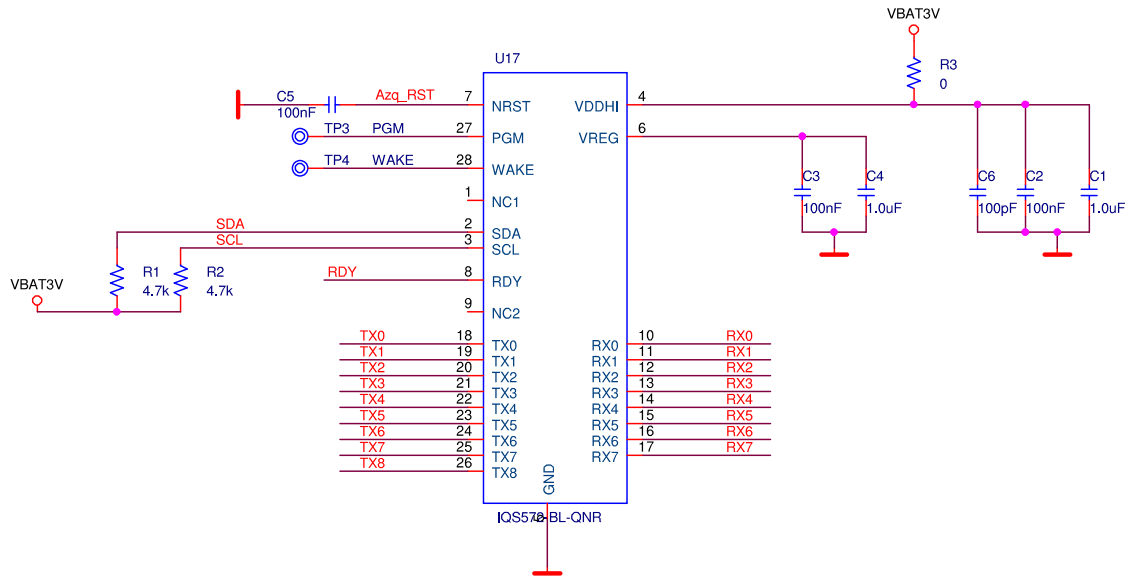 VBAT3V
U17
R3
0
C5
100nF
Azq_RST
7
NRST
VDDHI
4
TP3
PGM
27
PGM
VREG
6
TP4
WAKE
28
WAKE
1
NC1
C3
100nF
C4
1.0uF
C6
100pF
C2
100nF
C1
1.0uF
SDA
2
SDA
SCL
3
SCL
VBAT3V
R1
4.7k
R2
4.7k
RDY
8
RDY
9
NC2
TX0 18 TX0 RX0 10 RX0
TX1 19 TX1 RX1 11 RX1
TX2 20 TX2 RX2 12 RX2
TX3 21 TX3 RX3 13 RX3
TX4 22 TX4 RX4 14 RX4
TX5 23 TX5 RX5 15 RX5
TX6 24 TX6 RX6 16 RX6
TX7 25 TX7 RX7 17 RX7
TX8 26 TX8
GND